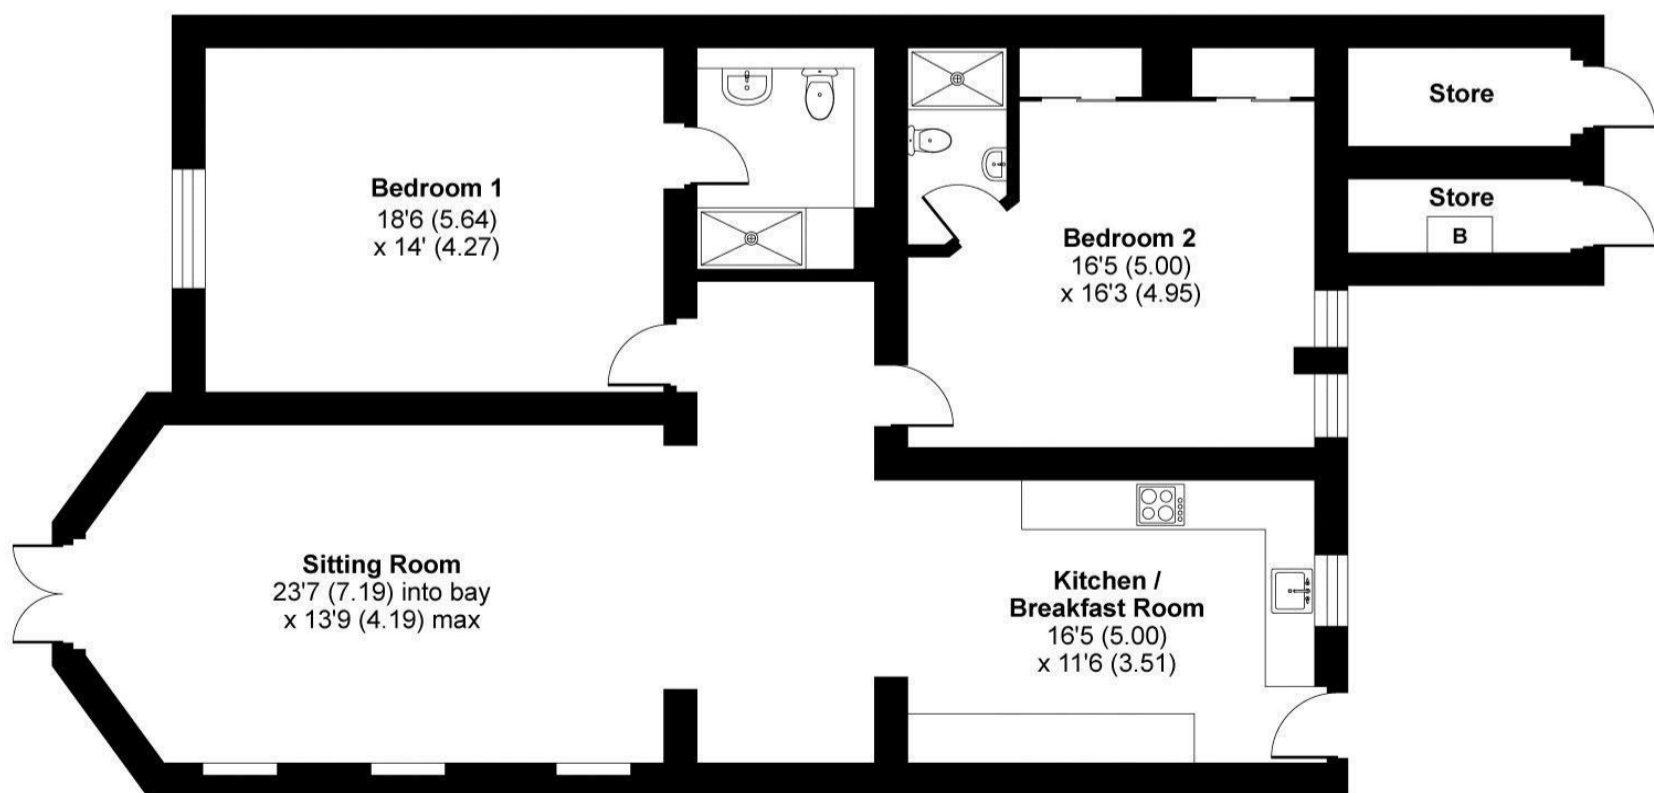 Store
Bedroom 1
18'6 (5.64)
x 14' (4.27)
Store
B
Bedroom 2
16'5 (5.00)
x 16'3 (4.95)
Sitting Room
23'7 (7.19) into bay
x 13'9 (4.19) max
Kitchen /
Breakfast Room
16'5 (5.00)
x 11'6 (3.51)